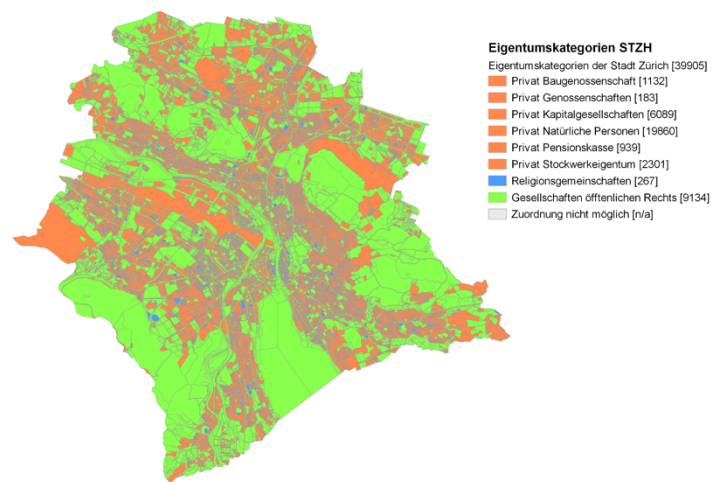 Eigentumskategorien STZH
Eigentumskategorien der Stadt Zürich [39905]
Privat Baugenossenschaft [1132]
Privat Genossenschaften [183]
Privat Kapitalgesellschaften [6089]
Privat Natürliche Personen [19860]
Privat Pensionskasse [939]
Privat Stockwerkeigentum [2301]
Religionsgemeinschaften [267]
Gesellschaften öfftenlichen Rechts [9134]
Zuordnung nicht möglich [n/a]